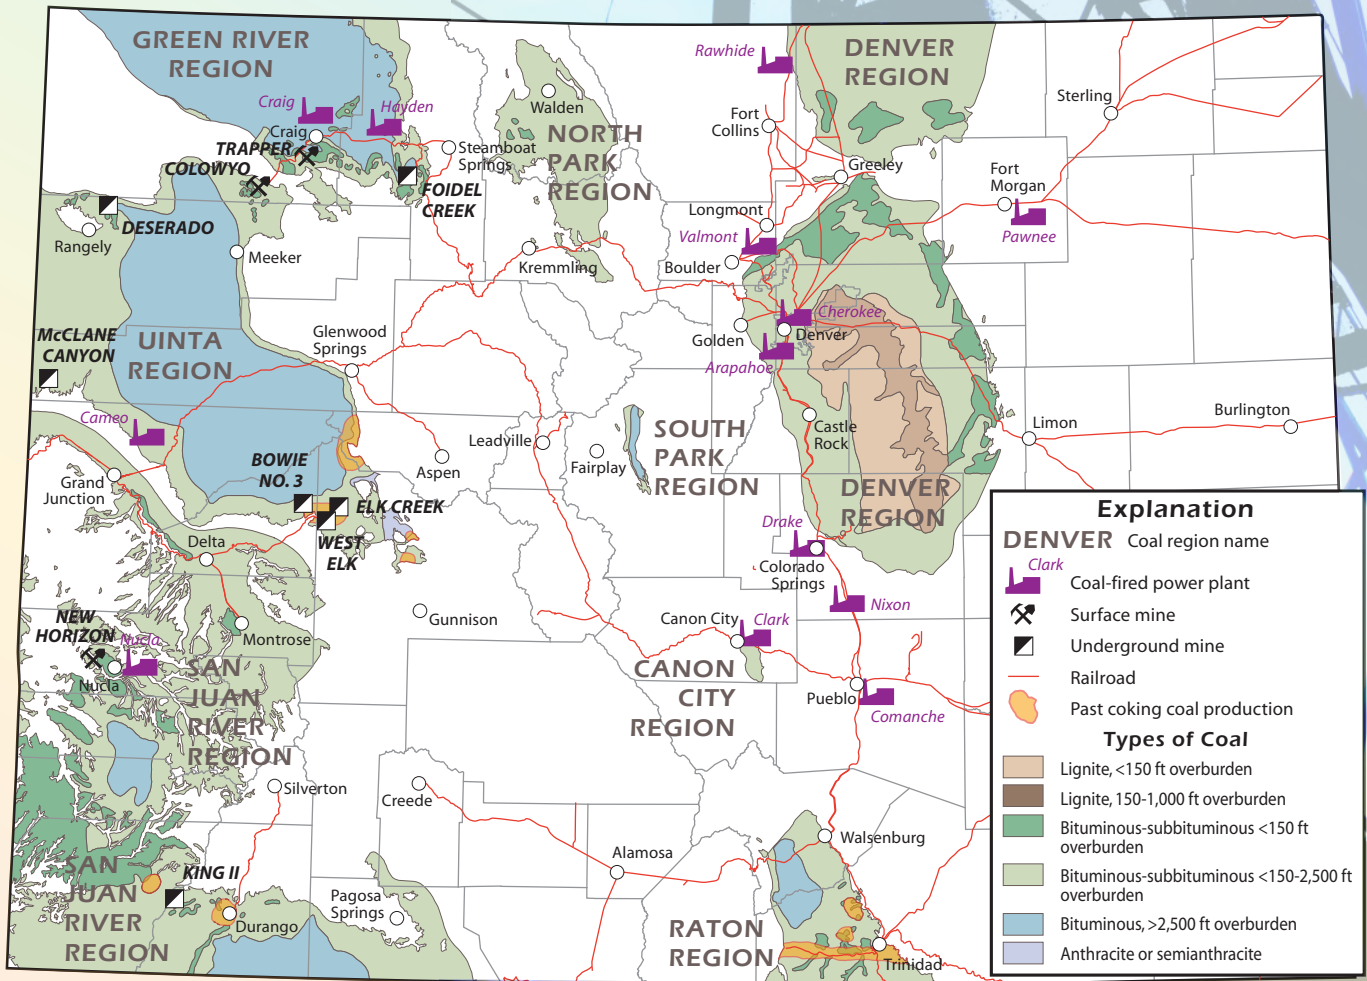 GREEN RIVER
REGION
Craig
Hayden
Craig
TRAPPER
COLOWYO
Steamboat
Springs
FOIDEL
CREEK
Walden
NORTH
PARK
REGION
Rawhide
DENVER
REGION
Fort
Collins
Sterling
Greeley
Fort
Morgan
Pawnee
Longmont
Valmont
Boulder
DESERADO
Rangely
Meeker
Kremmling
McCLANE
CANYON
UINTA
REGION
Glenwood
Springs
Golden
Cherokee
Denver
Arapahoe
Cameo
Grand
Junction
BOWIE
NO. 3
ELK CREEK
WEST
ELK
Aspen
Leadville
Fairplay
SOUTH
PARK
REGION
Castle
Rock
DENVER
REGION
Limon
Burlington
Delta
Drake
Colorado
Springs
Nixon
NEW
HORIZON
Nucla
Nucla
Montrose
Gunnison
SAN
JUAN
RIVER
REGION
Canon City
Clark
CANON
CITY
REGION
Pueblo
Comanche
Silverton
Creede
Alamosa
Walsenburg
SAN
JUAN
RIVER
REGION
KING II
Durango
Pagosa
Springs
RATON
REGION
Trinidad
Explanation
DENVER Coal region name
Clark
Coal-fired power plant
Surface mine
Underground mine
Railroad
Past coking coal production
Types of Coal
Lignite, <150 ft overburden
Lignite, 150-1,000 ft overburden
Bituminous-subbituminous <150 ft
overburden
Bituminous-subbituminous <150-2,500 ft
overburden
Bituminous, >2,500 ft overburden
Anthracite or semianthracite